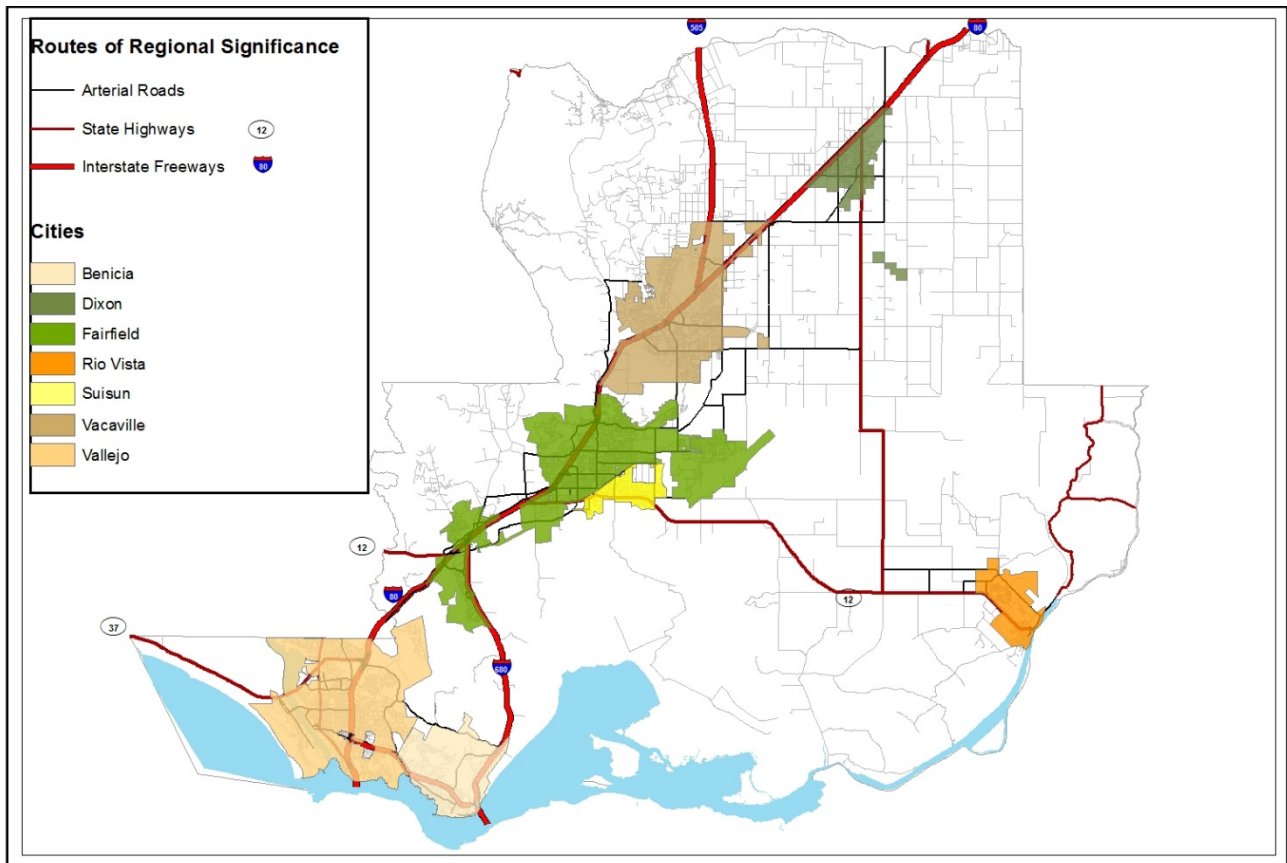 505
80
Routes of Regional Significance
Arterial Roads
State Highways 12
Interstate Freeways 80
Cities
Benicia
Dixon
Fairfield
Rio Vista
Suisun
Vacaville
Vallejo
12
80
12
37
680